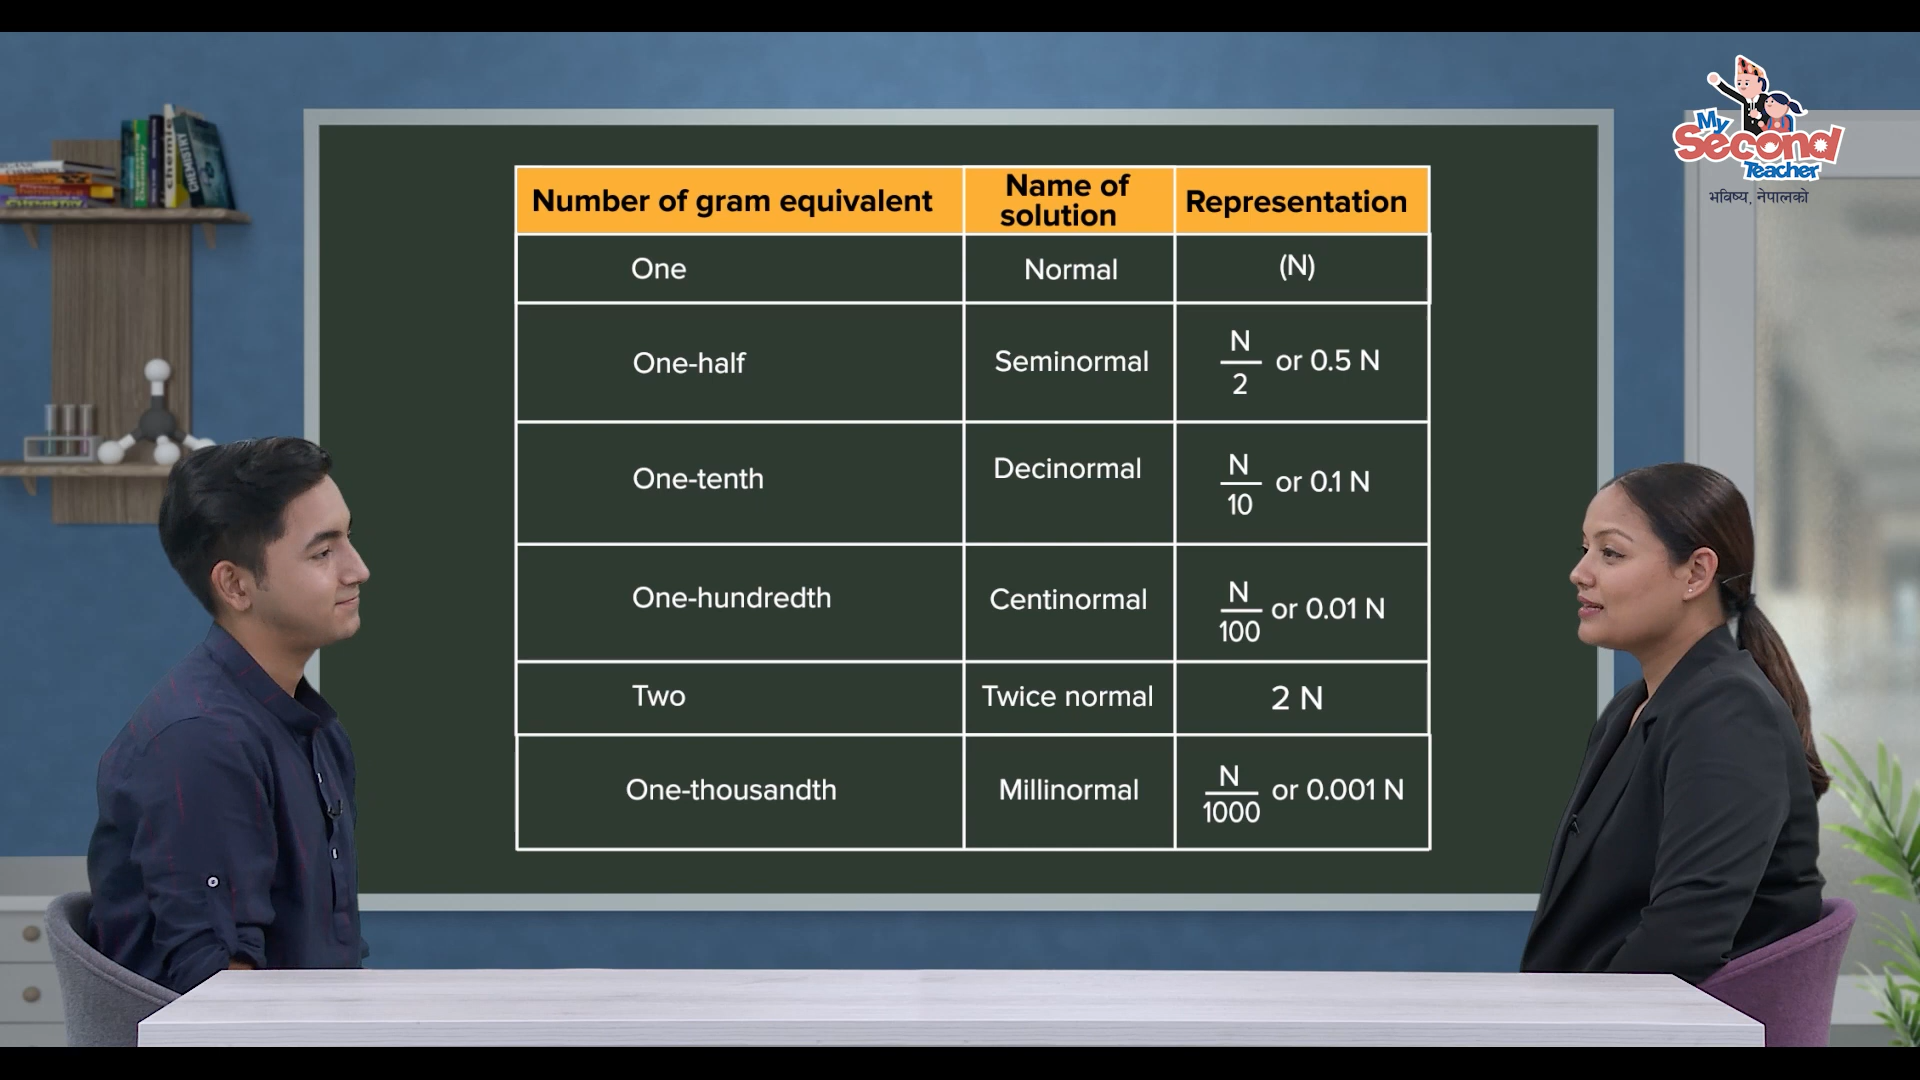 My
Second
Teacher
भविष्य, नेपालको
CHEMISTRY
Number of gram equivalent Name of solution Representation
One Normal (N)
One-half Seminormal N/2 or 0.5 N
One-tenth Decinormal N/10 or 0.1 N
One-hundredth Centinormal N/100 or 0.01 N
Two Twice normal 2 N
One-thousandth Millinormal N/1000 or 0.001 N